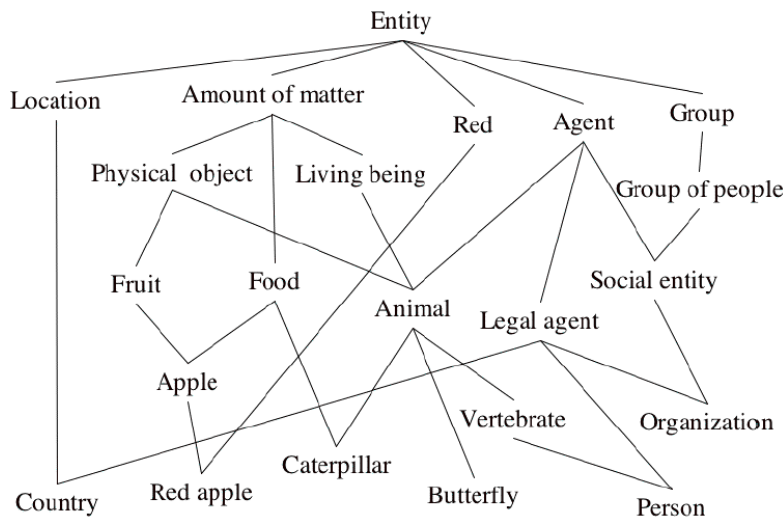 Entity
Location
Amount of matter
Red
Agent
Group
Physical object
Living being
Group of people
Fruit
Food
Animal
Legal agent
Social entity
Apple
Vertebrate
Organization
Country
Red apple
Caterpillar
Butterfly
Person